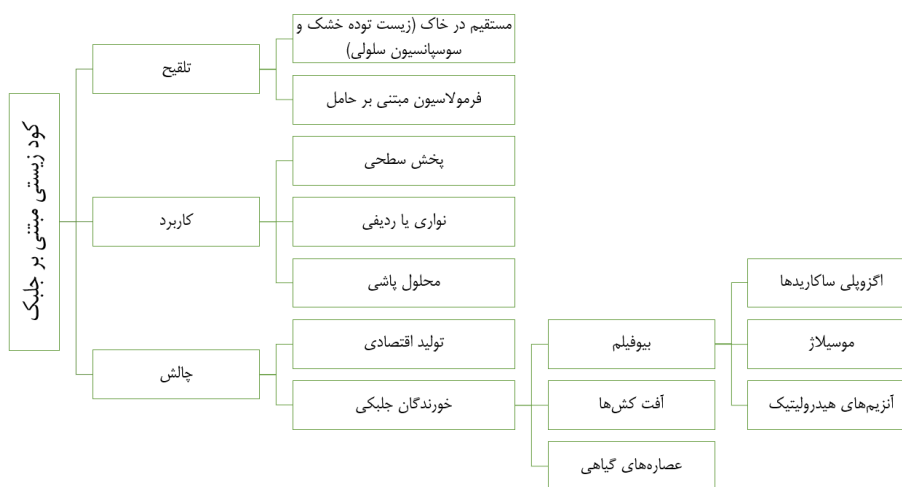 کود زیستی مبتنی بر جلبک
تلقیح
مستقیم در خاک (زیست توده خشک و
سوسپانسیون سلولی)
فرمولاسیون مبتنی بر حامل
کاربرد
پخش سطحی
نواری یا ردیفی
محلول پاشی
چالش
تولید اقتصادی
خورندگان جلبکی
بیوفیلم
اگزوپلی ساکاریدها
موسیلاژ
آنزیم‌های هیدرولیتیک
آفت کش‌ها
عصاره‌های گیاهی